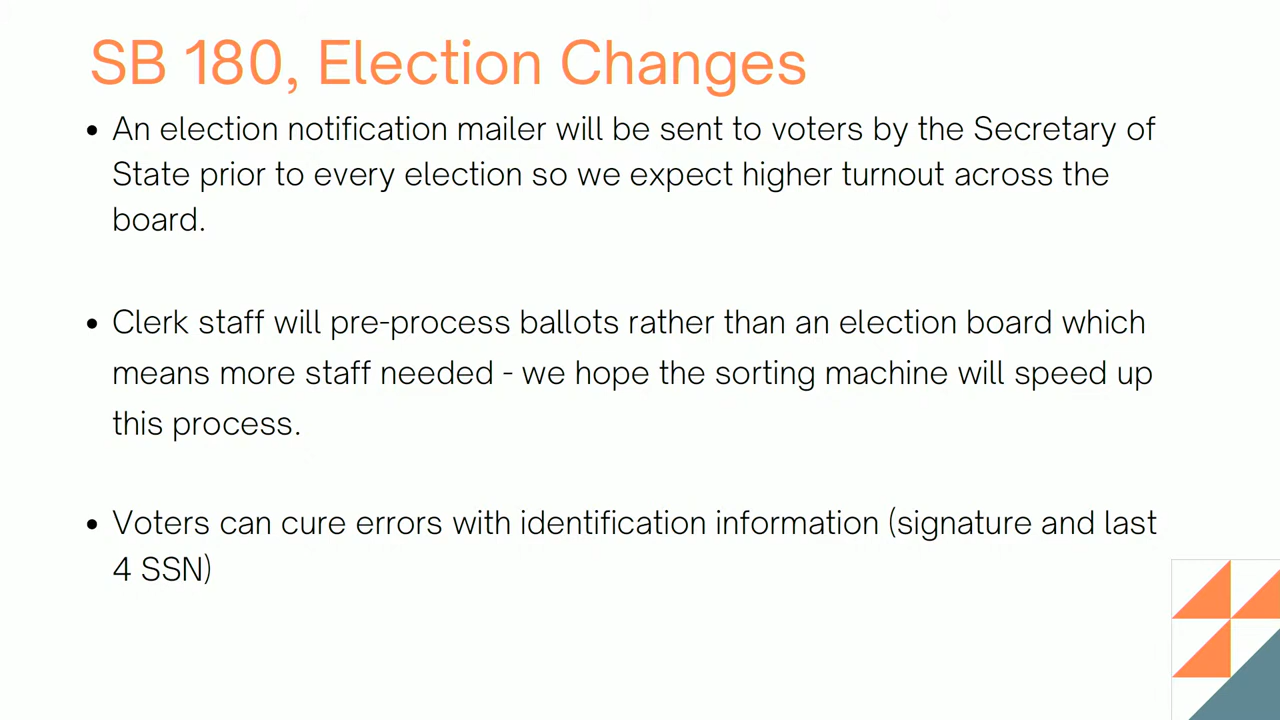 SB 180, Election Changes
• An election notification mailer will be sent to voters by the Secretary of
State prior to every election so we expect higher turnout across the
board.
• Clerk staff will pre-process ballots rather than an election board which
means more staff needed - we hope the sorting machine will speed up
this process.
• Voters can cure errors with identification information (signature and last
4 SSN)